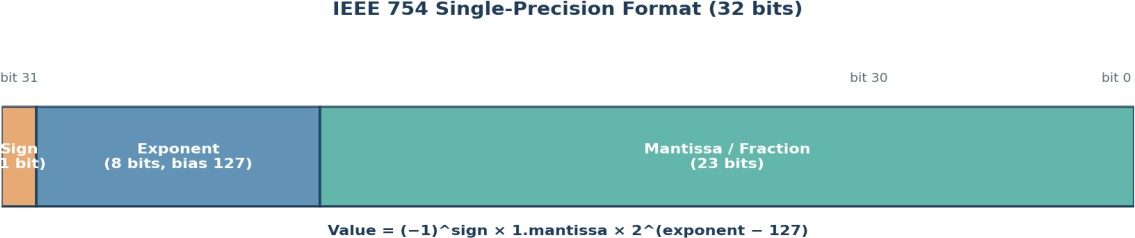 IEEE 754 Single-Precision Format (32 bits)
bit 31
bit 30
bit 0
Sign
1 bit)
Exponent
(8 bits, bias 127)
Mantissa / Fraction
(23 bits)
Value = (−1)^sign × 1.mantissa × 2^(exponent − 127)